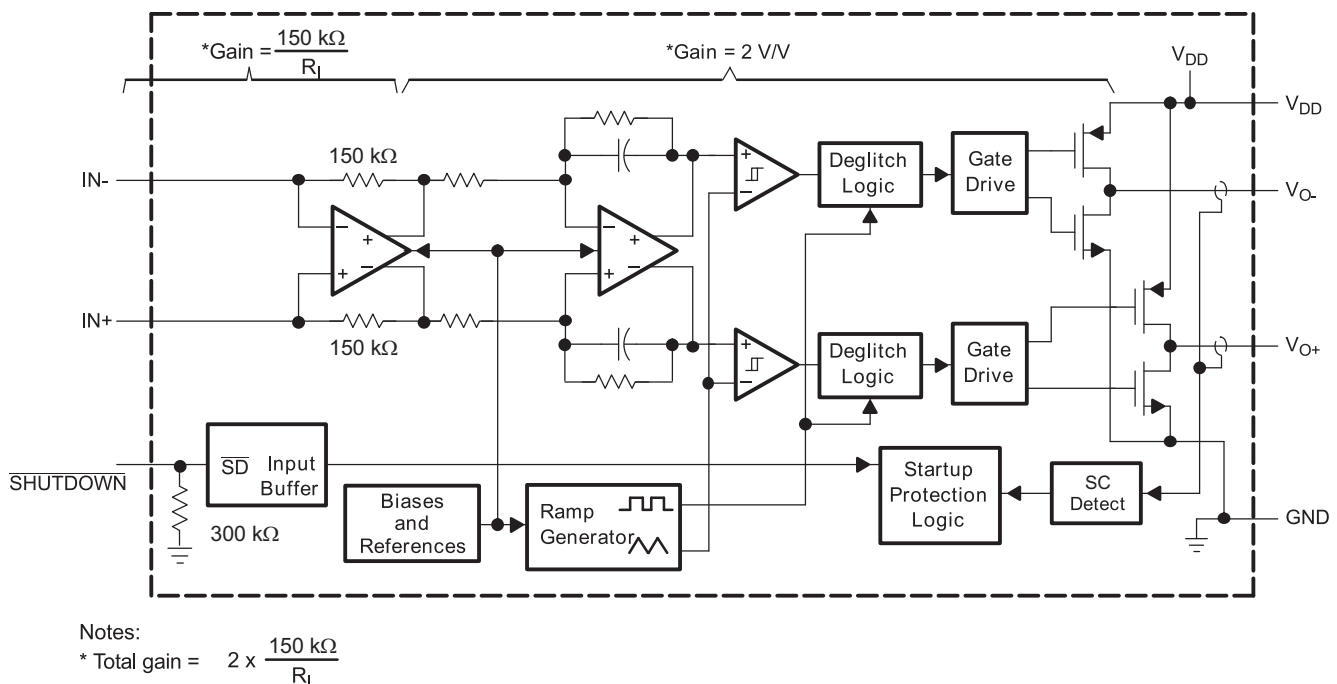 *Gain = 150 kΩ
R_I
*Gain = 2 V/V
V_DD
V_DD
150 kΩ
IN-
+
−
Deglitch
Logic
Gate
Drive
V_O-
−
+
−
+
−
+
−
+
IN+
150 kΩ
+
−
Deglitch
Logic
Gate
Drive
V_O+
SHUTDOWN
SD Input
Buffer
300 kΩ
Biases
and
References
Ramp
Generator
Startup
Protection
Logic
SC
Detect
GND
Notes:
* Total gain = 2 x 150 kΩ
R_I